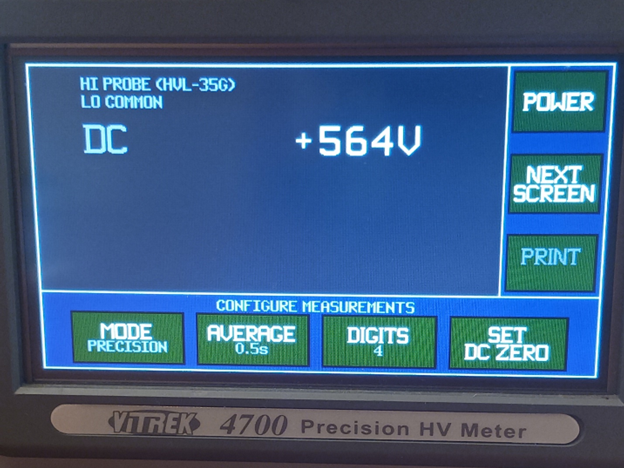 HI PROBE (HVL-35G)
LO COMMON
DC +564V
POWER
NEXT
SCREEN
PRINT
CONFIGURE MEASUREMENTS
MODE
PRECISION
AVERAGE
0.5s
DIGITS
4
SET
DC ZERO
ViTREK 4700 Precision HV Meter